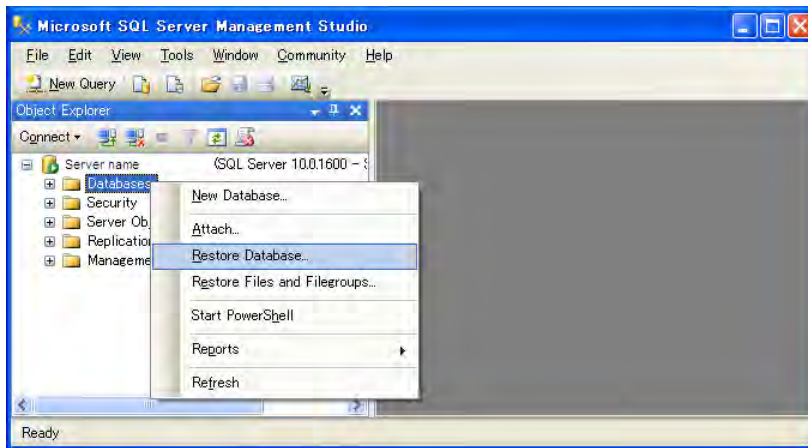 Microsoft SQL Server Management Studio
File Edit View Tools Window Community Help
New Query
Object Explorer
Connect
Server name (SQL Server 10.0.1600 -
Databases
Security
Server Ob
Replication
Manageme
New Database...
Attach...
Restore Database...
Restore Files and Filegroups...
Start PowerShell
Reports
Refresh
Ready